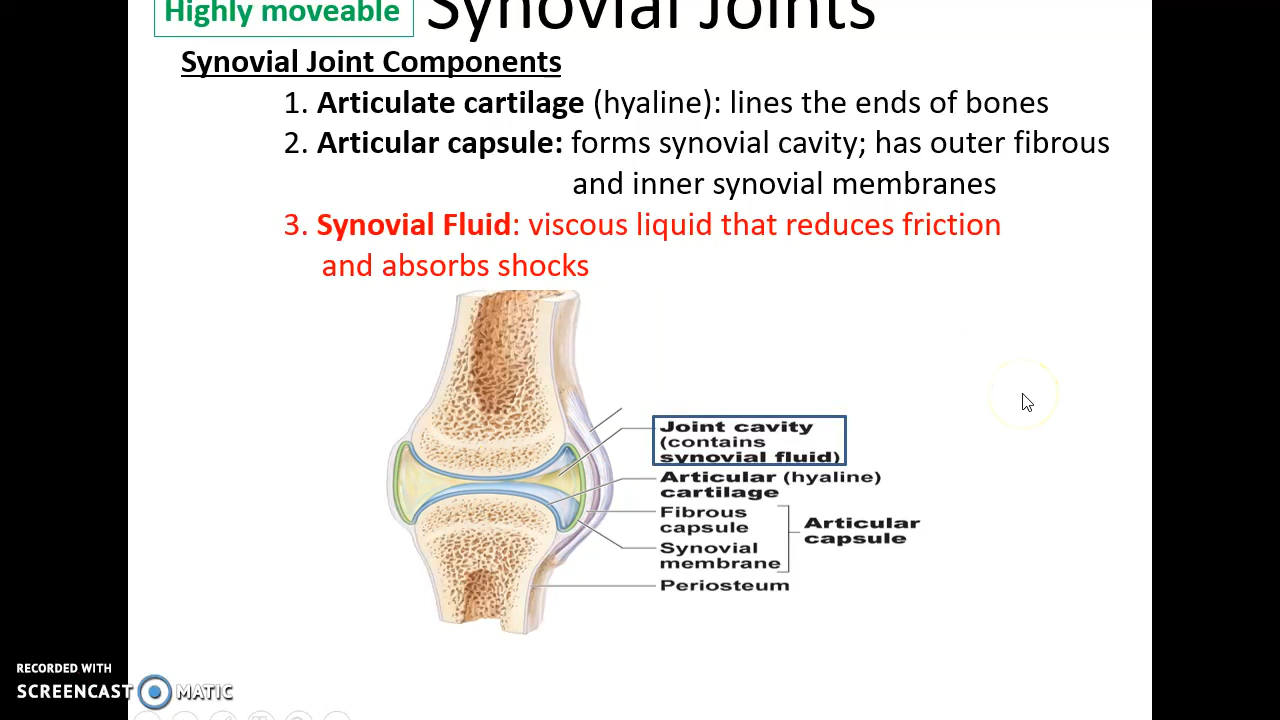 Highly moveable
Synovial Joints
Synovial Joint Components
1. Articulate cartilage (hyaline): lines the ends of bones
2. Articular capsule: forms synovial cavity; has outer fibrous
and inner synovial membranes
3. Synovial Fluid: viscous liquid that reduces friction
and absorbs shocks
Joint cavity
(contains
synovial fluid)
Articular (hyaline)
cartilage
Fibrous
capsule
Synovial
membrane
Articular
capsule
Periosteum
RECORDED WITH
SCREENCAST MATIC